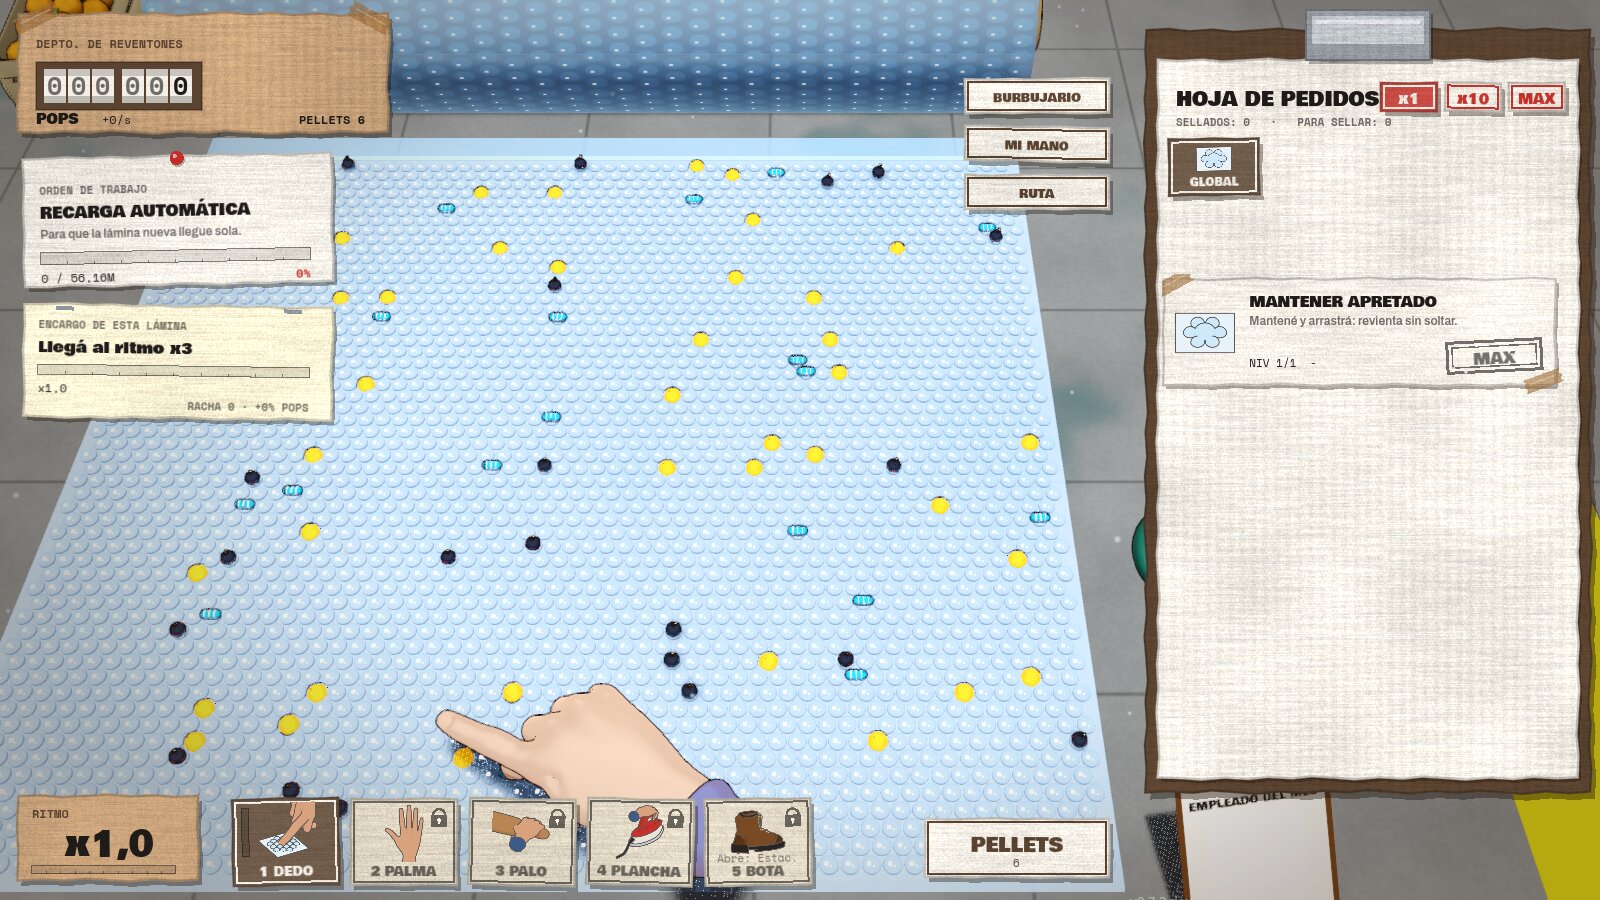 DEPTO. DE REVENTONES
000 000
POPS +0/s PELLETS 6
ORDEN DE TRABAJO
RECARGA AUTOMÁTICA
Para que la lámina nueva llegue sola.
0 / 56.16M 0%
ENCARGO DE ESTA LÁMINA
Llegá al ritmo x3
x1.0
RACHA 0 · +0% POPS
BURBUJARIO
MI MANO
RUTA
HOJA DE PEDIDOS x1 x10 MAX
SELLADOS: 0 · PARA SELLAR: 0
GLOBAL
MANTENER APRETADO
Mantené y arrastrá: revienta sin soltar.
NIV 1/1 - MAX
RITMO
x1,0
1 DEDO
2 PALMA
3 PALO
4 PLANCHA
Abre: Estac.
5 BOTA
PELLETS
6
EMPLEADO DEL